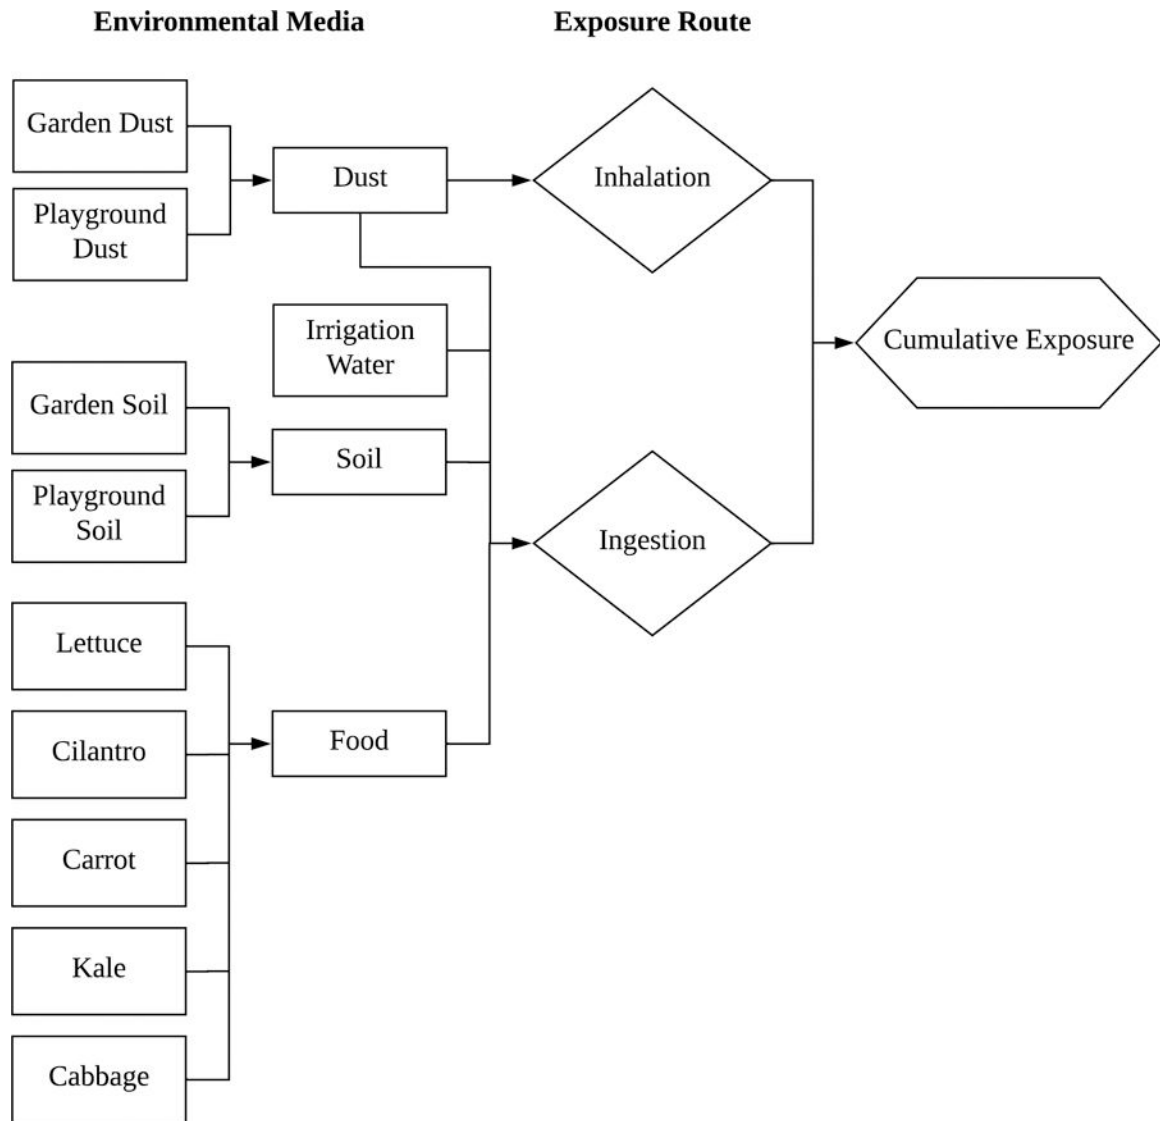 Environmental Media
Exposure Route
Garden Dust
Playground
Dust
Dust
Inhalation
Irrigation
Water
Cumulative Exposure
Garden Soil
Playground
Soil
Soil
Ingestion
Lettuce
Cilantro
Carrot
Kale
Cabbage
Food